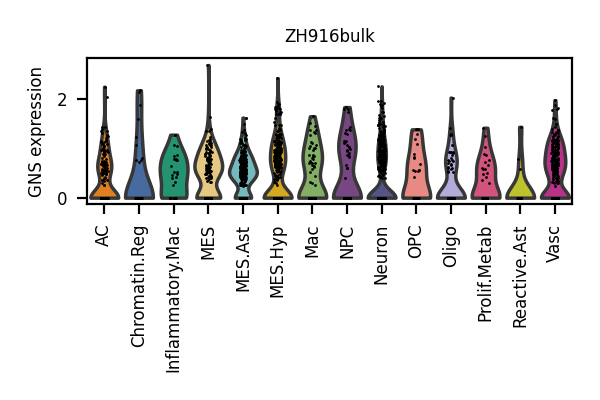 ZH916bulk
GNS expression
2
0
AC
Chromatin.Reg
Inflammatory.Mac
MES
MES.Ast
MES.Hyp
Mac
NPC
Neuron
OPC
Oligo
Prolif.Metab
Reactive.Ast
Vasc